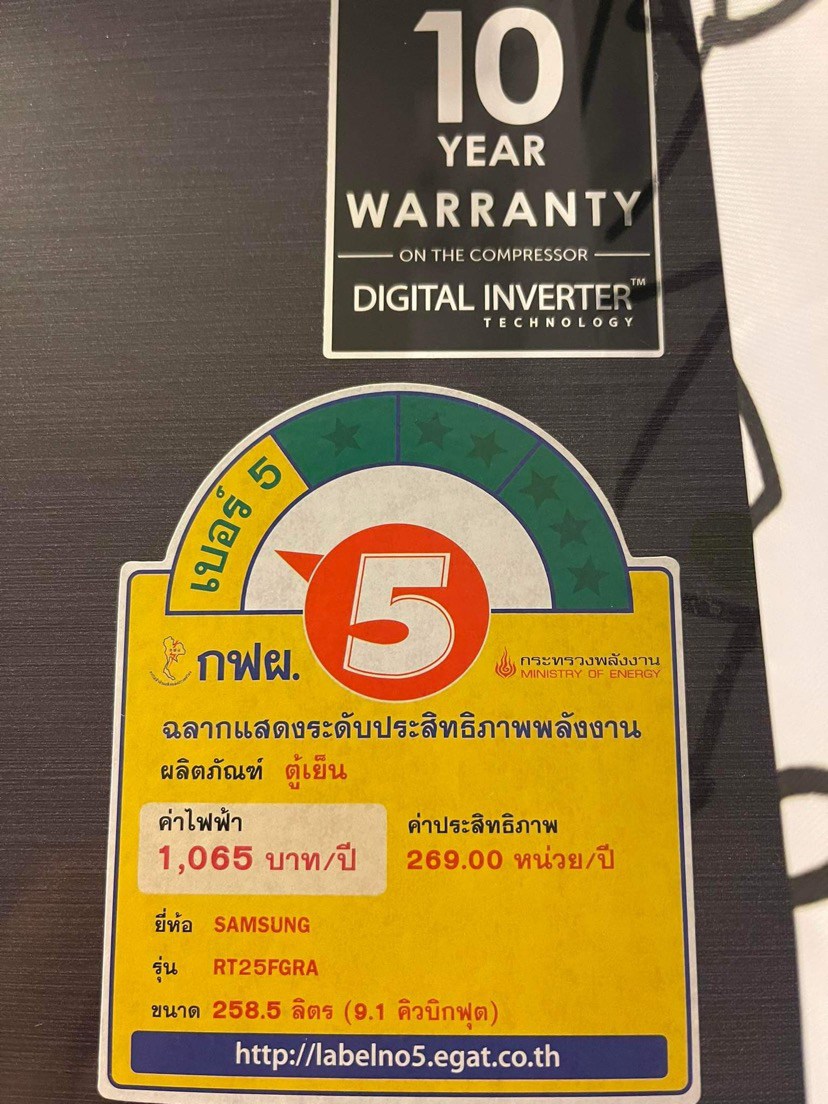 10
YEAR
WARRANTY
ON THE COMPRESSOR
DIGITAL INVERTER™
TECHNOLOGY
เบอร์ 5
5
กฟผ.
กระทรวงพลังงาน
MINISTRY OF ENERGY
ฉลากแสดงระดับประสิทธิภาพพลังงาน
ผลิตภัณฑ์ ตู้เย็น
ค่าไฟฟ้า
1,065 บาท/ปี
ค่าประสิทธิภาพ
269.00 หน่วย/ปี
ยี่ห้อ SAMSUNG
รุ่น RT25FGRA
ขนาด 258.5 ลิตร (9.1 คิวบิกฟุต)
http://labelno5.egat.co.th